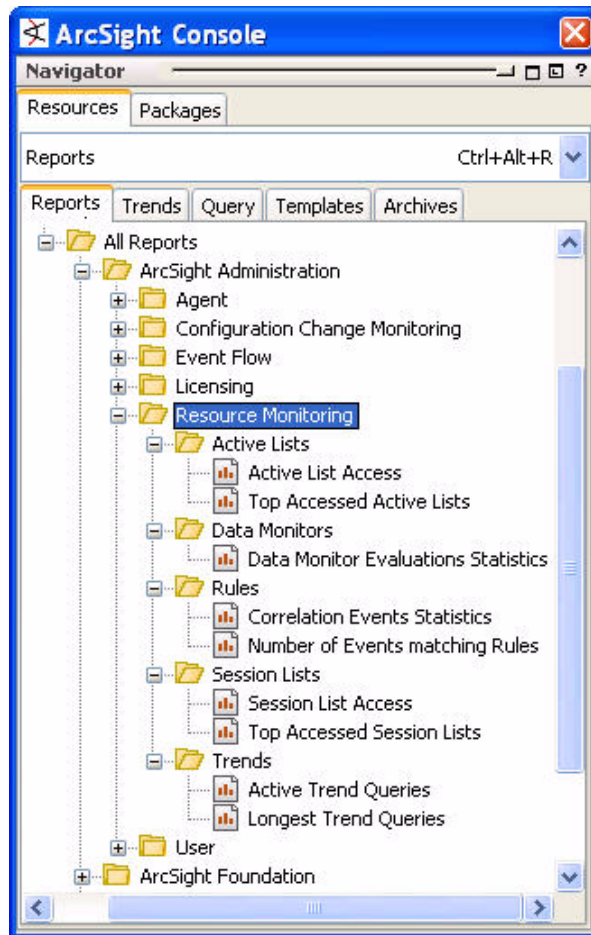 ArcSight Console
Navigator ?
Resources Packages
Reports Ctrl+Alt+R
Reports Trends Query Templates Archives
All Reports
ArcSight Administration
Agent
Configuration Change Monitoring
Event Flow
Licensing
Resource Monitoring
Active Lists
Active List Access
Top Accessed Active Lists
Data Monitors
Data Monitor Evaluations Statistics
Rules
Correlation Events Statistics
Number of Events matching Rules
Session Lists
Session List Access
Top Accessed Session Lists
Trends
Active Trend Queries
Longest Trend Queries
User
ArcSight Foundation